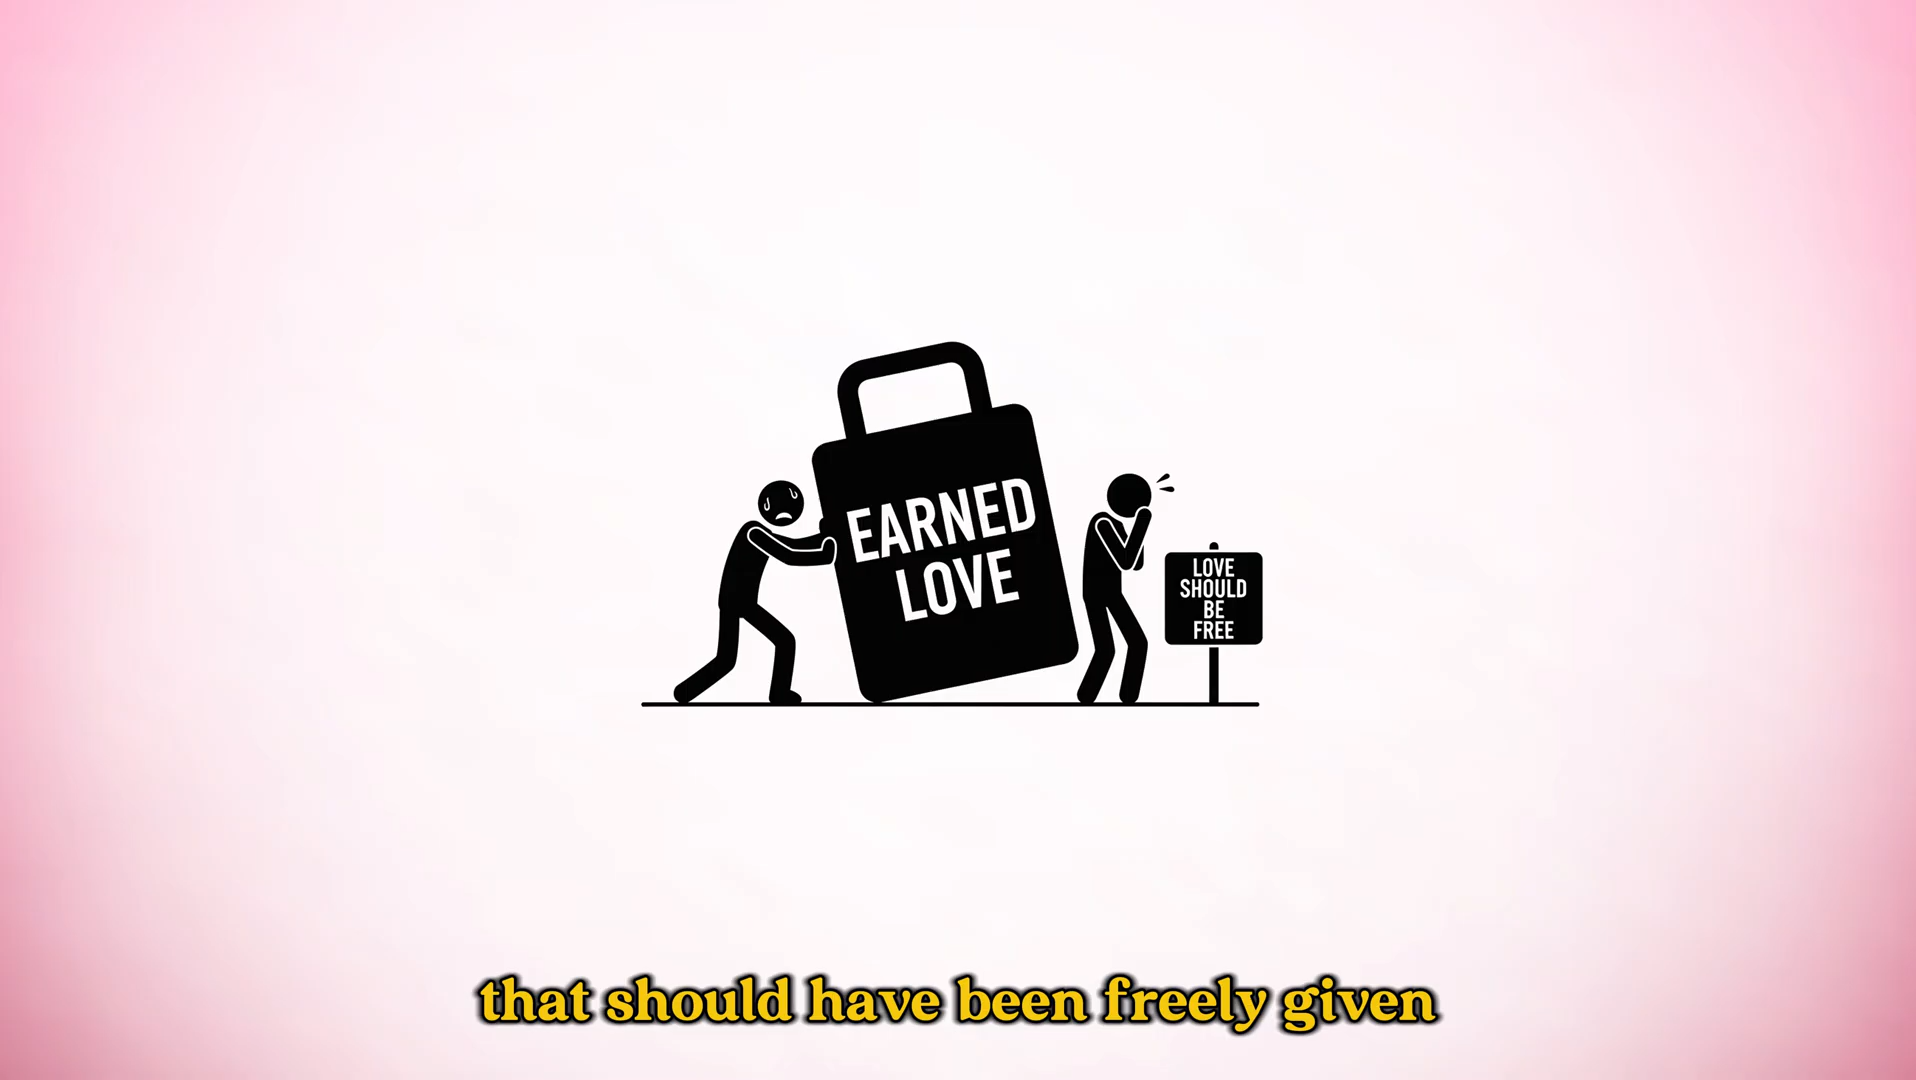 EARNED
LOVE
LOVE
SHOULD
BE
FREE
that should have been freely given